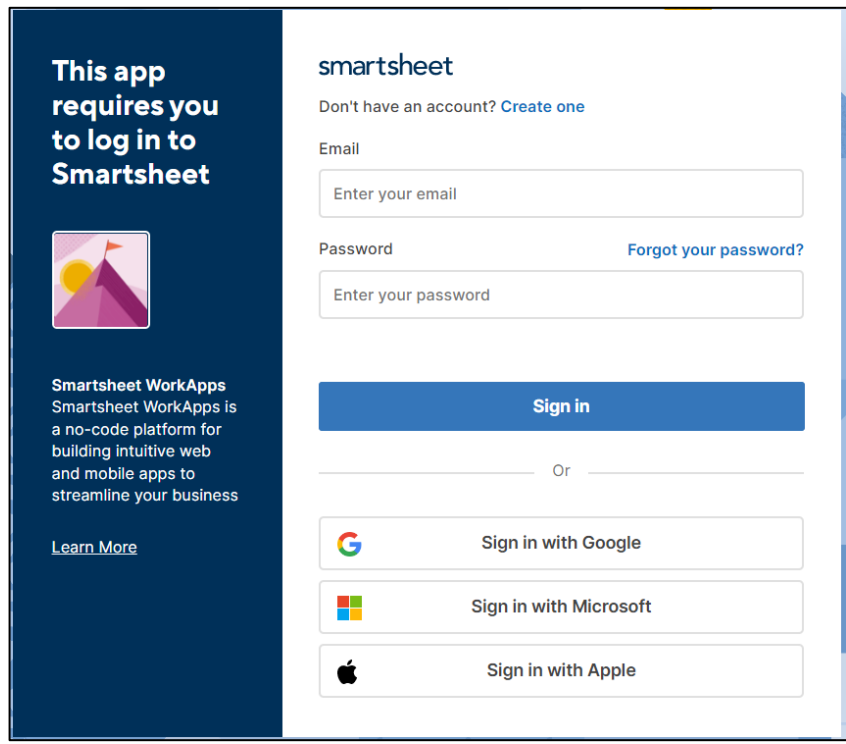 This app
requires you
to log in to
Smartsheet
Smartsheet WorkApps
Smartsheet WorkApps is
a no-code platform for
building intuitive web
and mobile apps to
streamline your business
Learn More
smartsheet
Don't have an account? Create one
Email
Enter your email
Password Forgot your password?
Enter your password
Sign in
Or
Sign in with Google
Sign in with Microsoft
Sign in with Apple